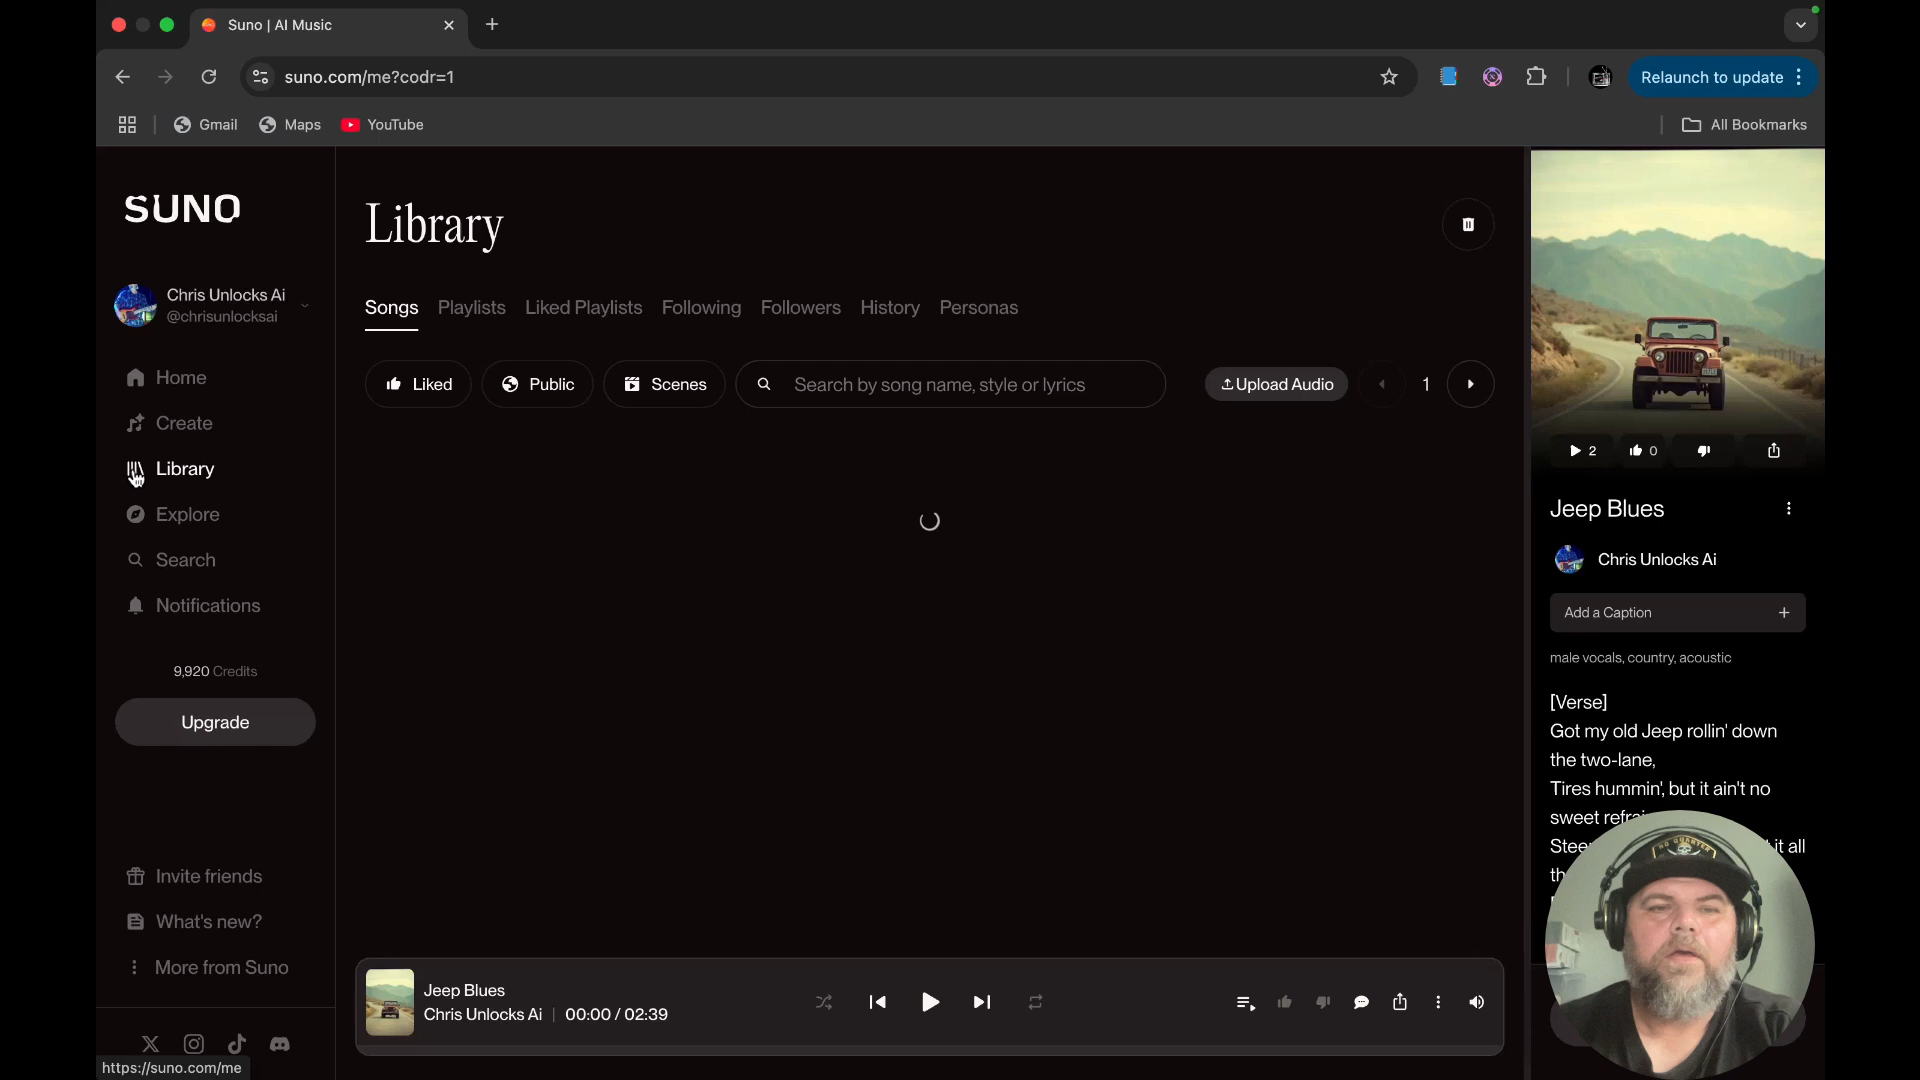 Suno | AI Music
suno.com/me?codr=1
Relaunch to update
Gmail
Maps
YouTube
All Bookmarks
SUNO
Chris Unlocks Ai
@chrisunlocksai
Home
Create
Library
Explore
Search
Notifications
9,920 Credits
Upgrade
Invite friends
What's new?
More from Suno
https://suno.com/me
Library
Songs
Playlists
Liked Playlists
Following
Followers
History
Personas
Liked
Public
Scenes
Search by song name, style or lyrics
Upload Audio
1
2
0
Jeep Blues
Chris Unlocks Ai
Add a Caption
male vocals, country, acoustic
[Verse]
Got my old Jeep rollin' down
the two-lane,
Tires hummin', but it ain't no
sweet
it all
NO QUARTER
Jeep Blues
Chris Unlocks Ai
00:00 / 02:39